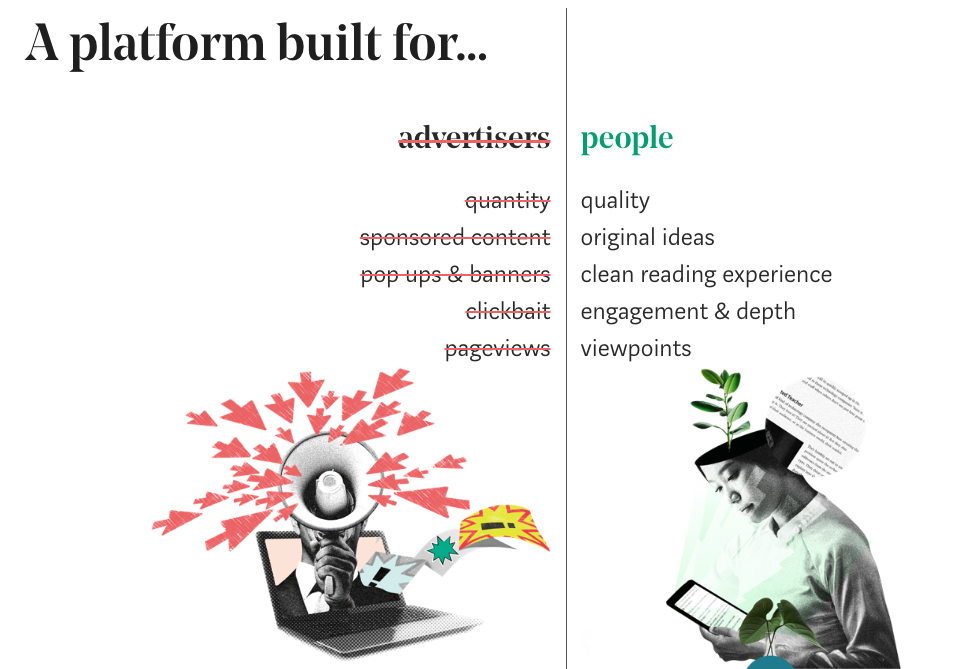 A platform built for...
advertisers
people
quantity
quality
sponsored content
original ideas
pop ups & banners
clean reading experience
clickbait
engagement & depth
pageviews
viewpoints